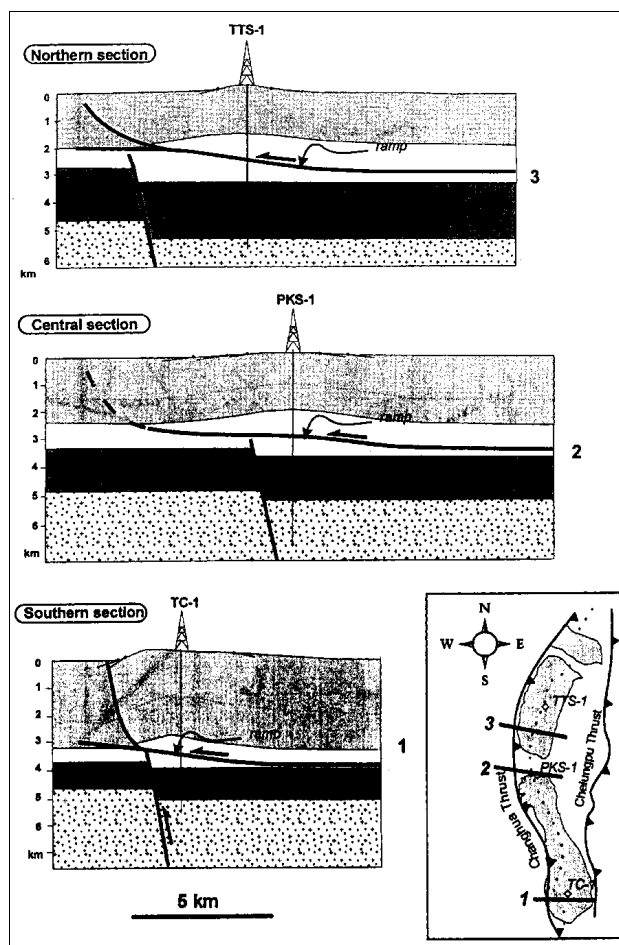 TTS-1
Northern section
0
1
2
3
4
5
6
km
ramp
3
PKS-1
Central section
0
1
2
3
4
5
6
km
ramp
2
TC-1
Southern section
0
1
2
3
4
5
6
km
ramp
1
5 km
N
W E
S
TTS-1
3
2
PKS-1
Changhua Thrust
Chelungpu Thrust
TC-1
1